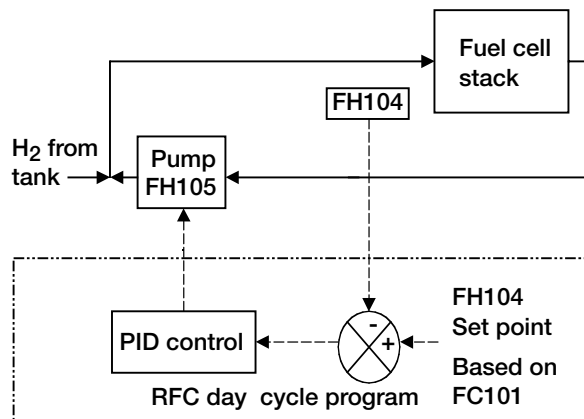 Fuel cell
stack
FH104
H2 from
tank
Pump
FH105
PID control
-
+
FH104
Set point
Based on
FC101
RFC day cycle program